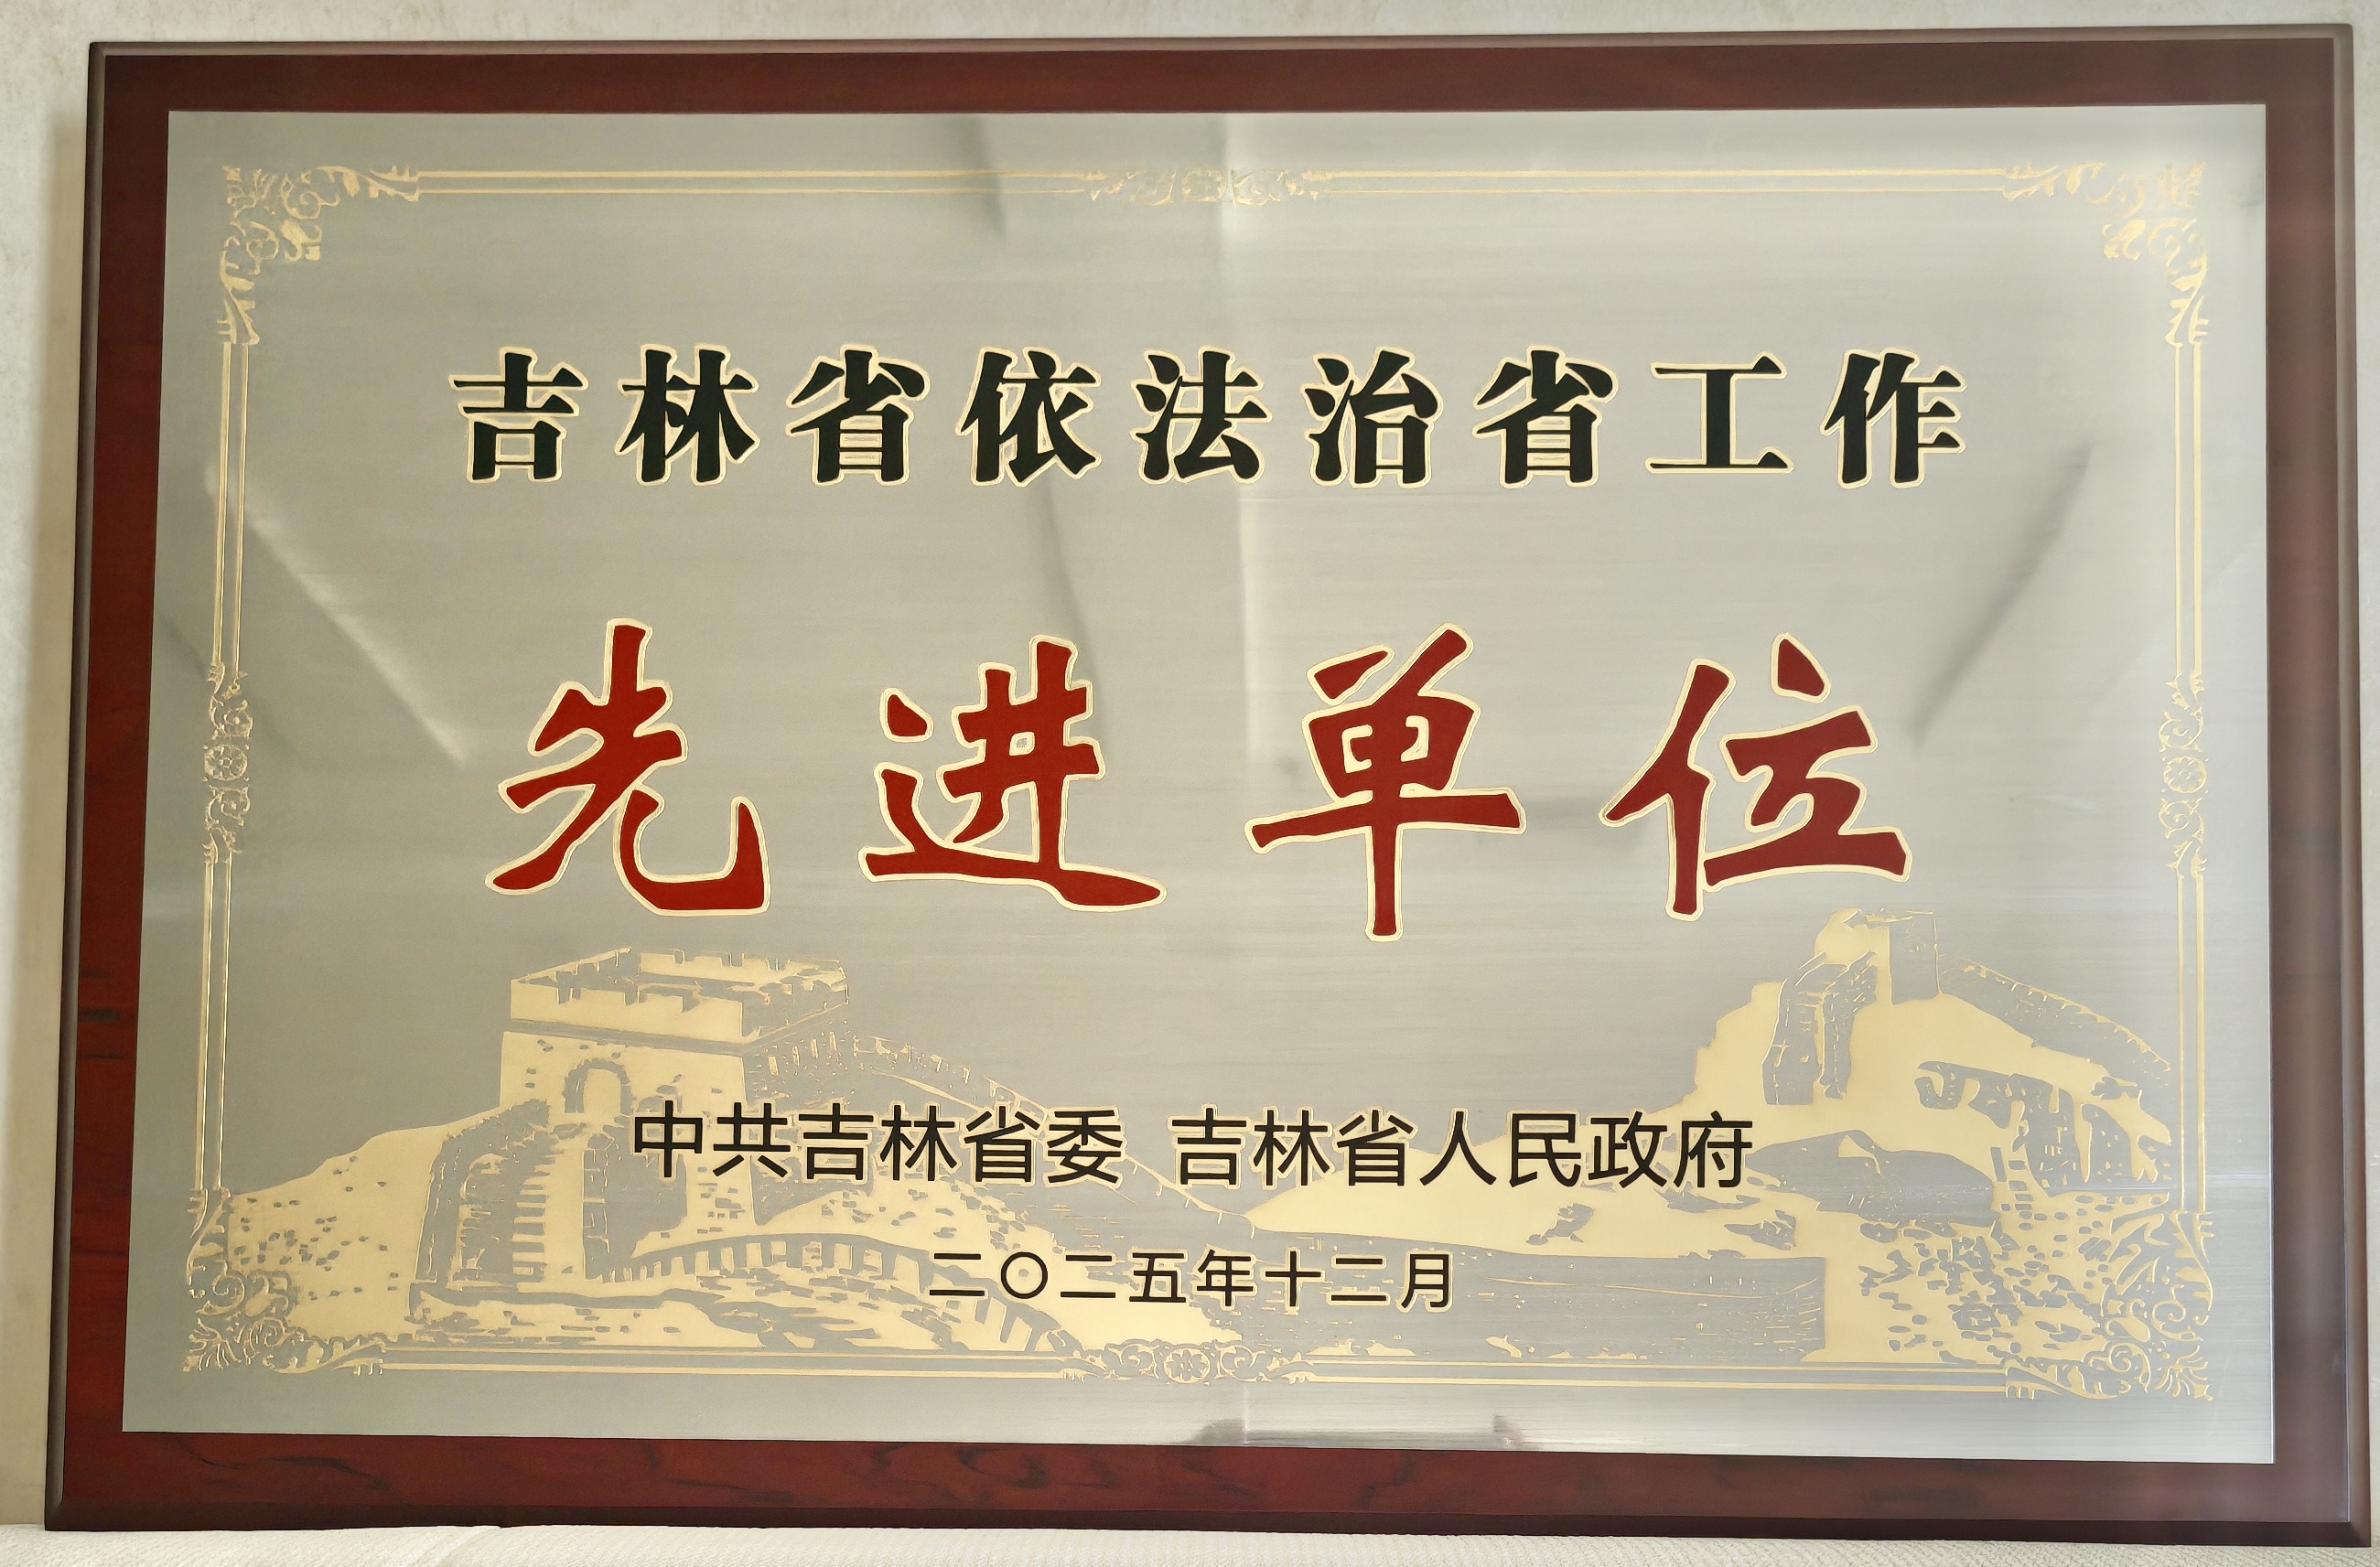 吉林省依法治省工作
先进单位
中共吉林省委 吉林省人民政府
二〇二五年十二月